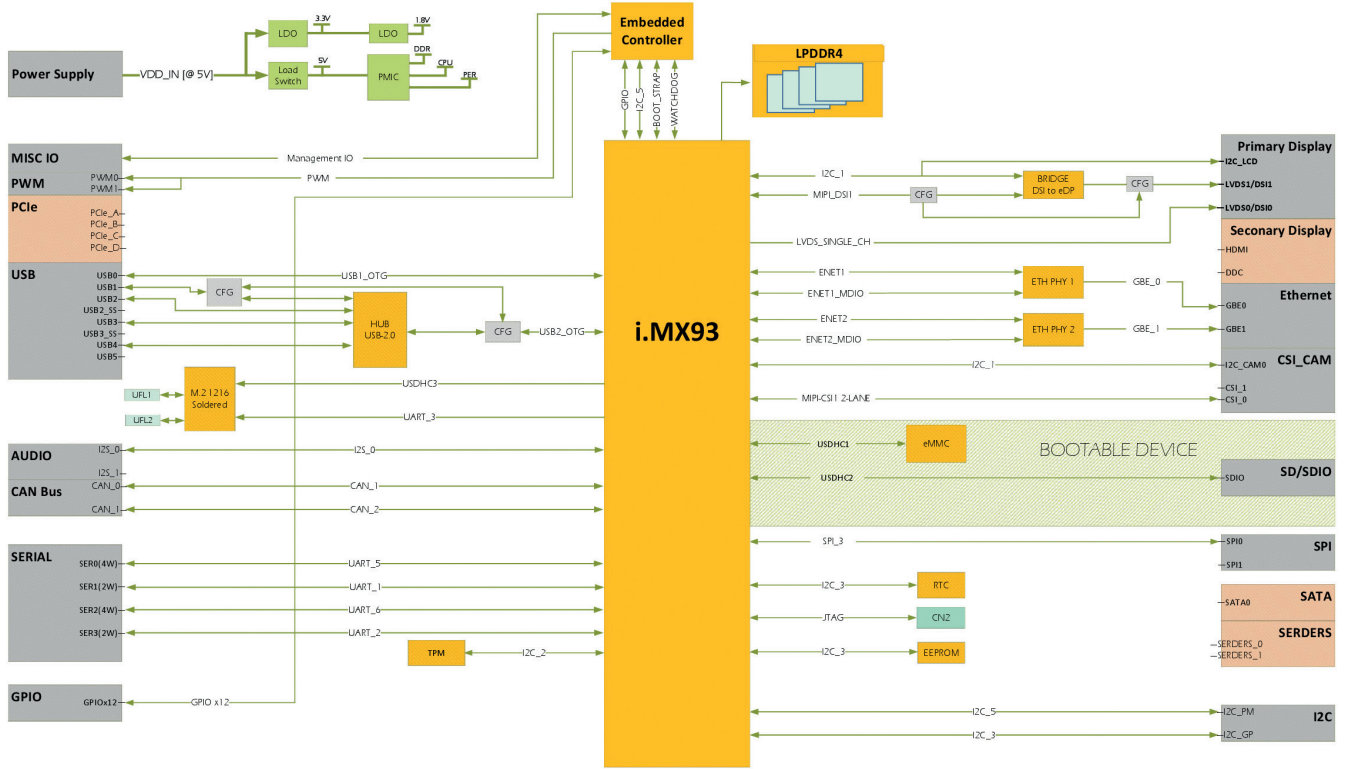 Power Supply
VDD_IN [@ 5V]
LDO
3.3V
LDO
1.8V
Load
Switch
5V
PMIC
DDR
CPU
PER
Embedded
Controller
GPIO
I2C_5
BOOT_STRAP
WATCHDOG
LPDDR4
i.MX93
MISC IO
Management IO
PWM
PWM0
PWM1
PWM
PCIe
PCIe_A
PCIe_B
PCIe_C
PCIe_D
USB
USB0
USB1
USB2
USB2_SS
USB3
USB3_SS
USB4
USB5
USB1_OTG
CFG
HUB
USB-2.0
CFG
USB2_OTG
UFL1
UFL2
M.2 1216
Soldered
USDHC3
UART_3
AUDIO
I2S_0
I2S_1
I2S_0
CAN Bus
CAN_0
CAN_1
CAN_1
CAN_2
SERIAL
SER0(4W)
SER1(2W)
SER2(4W)
SER3(2W)
UART_5
UART_1
UART_6
UART_2
TPM
I2C_2
GPIO
GPIOx12
GPIO x12
I2C_1
MIPI_DSI1
CFG
BRIDGE
DSI to eDP
CFG
LVDS_SINGLE_CH
Primary Display
I2C_LCD
LVDS1/DSI1
LVDS0/DSI0
Seconary Display
HDMI
DDC
ENET1
ENET1_MDIO
ETH PHY 1
GBE_0
ENET2
ENET2_MDIO
ETH PHY 2
GBE_1
Ethernet
GBE0
GBE1
I2C_1
MIPI-CSI1 2-LANE
CSI_CAM
I2C_CAM0
CSI_1
CSI_0
USDHC1
eMMC
BOOTABLE DEVICE
USDHC2
SD/SDIO
SDIO
SPI_3
SPI
SPI0
SPI1
I2C_3
RTC
JTAG
CN2
I2C_3
EEPROM
SATA
SATA0
SERDERS
SERDERS_0
SERDERS_1
I2C_5
I2C_3
I2C
I2C_PM
I2C_GP